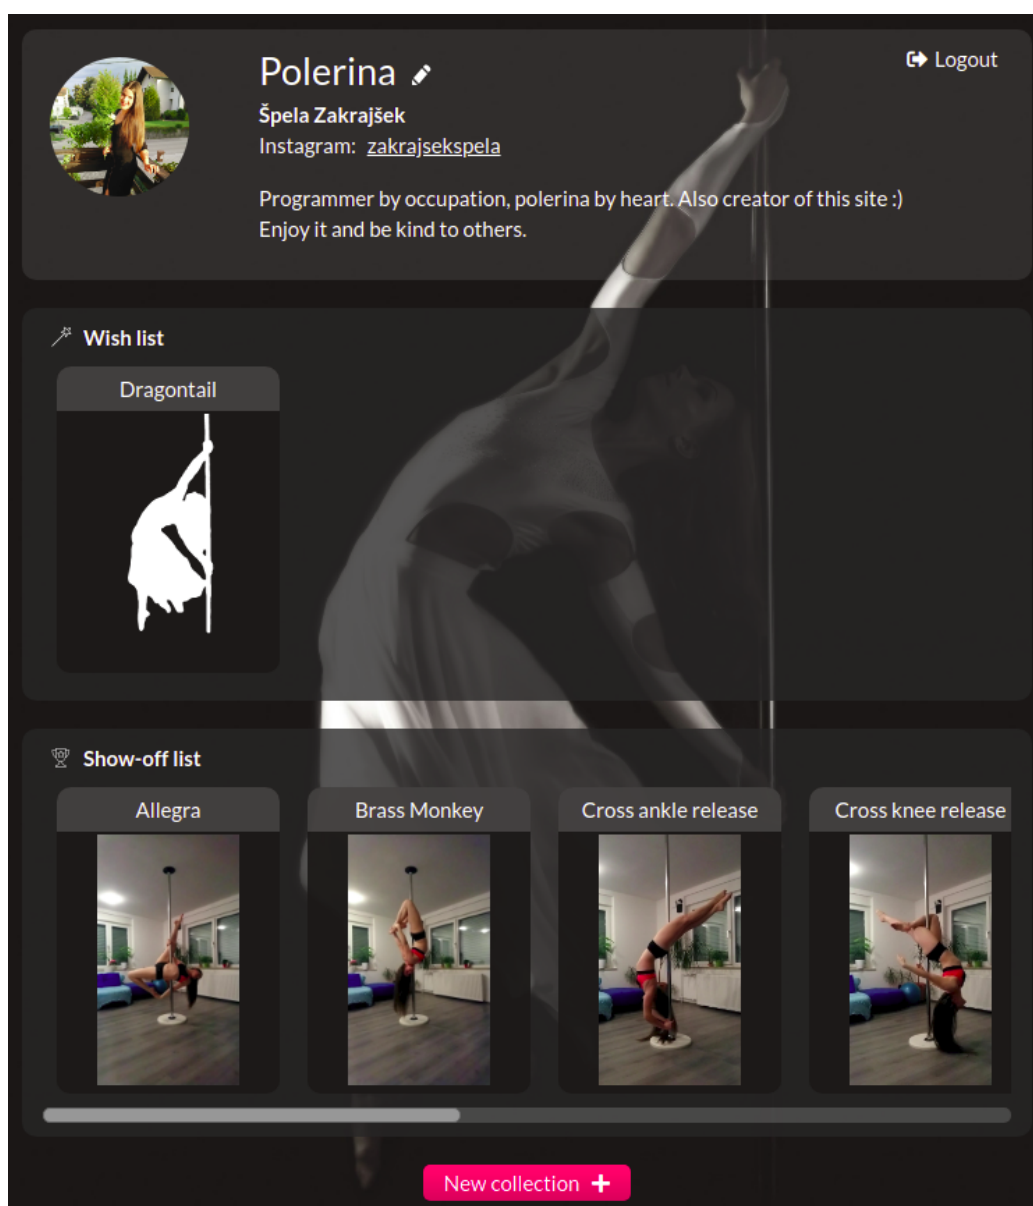 Polerina
Logout
Špela Zakrajšek
Instagram: zakrajsekspela
Programmer by occupation, polerina by heart. Also creator of this site :)
Enjoy it and be kind to others.
Wish list
Dragontail
Show-off list
Allegra
Brass Monkey
Cross ankle release
Cross knee release
New collection